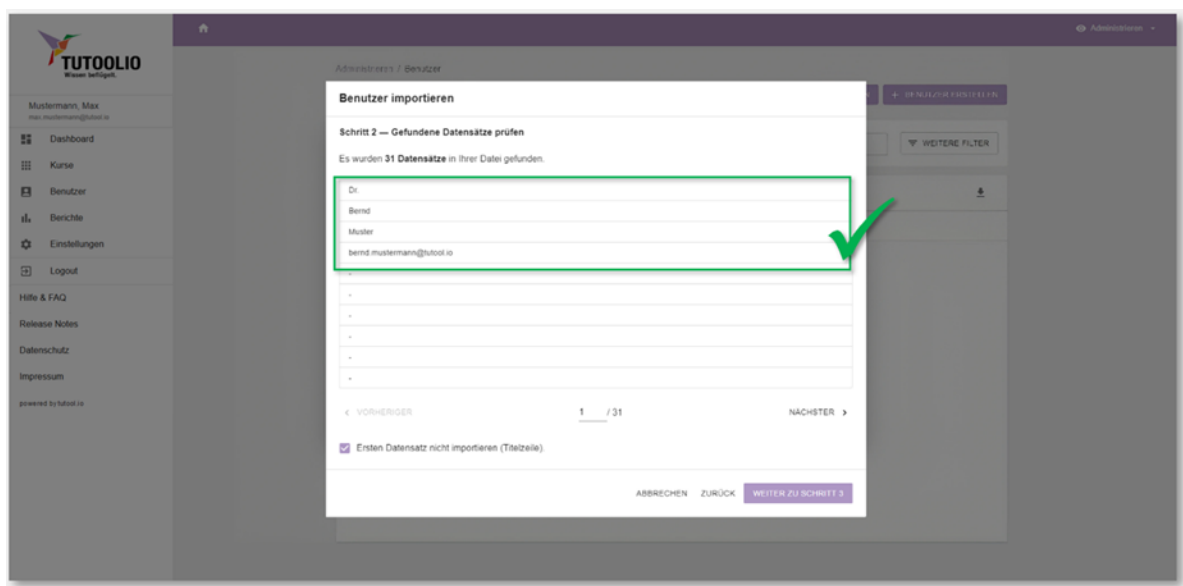 TUTOOLIO
Wissen beflügelt.
Administrieren
Mustermann, Max
max.mustermann@tutool.io
Dashboard
Kurse
Benutzer
Berichte
Einstellungen
Logout
Hilfe & FAQ
Release Notes
Datenschutz
Impressum
powered by tutool.io
Administrieren / Benutzer
+ BENUTZER ERSTELLEN
WEITERE FILTER
Benutzer importieren
Schritt 2 — Gefundene Datensätze prüfen
Es wurden 31 Datensätze in Ihrer Datei gefunden.
Dr.
Bernd
Muster
bernd.mustermann@tutool.io
-
-
-
-
-
-
< VORHERIGER 1 / 31 NÄCHSTER >
Ersten Datensatz nicht importieren (Titelzeile).
ABBRECHEN ZURÜCK WEITER ZU SCHRITT 3